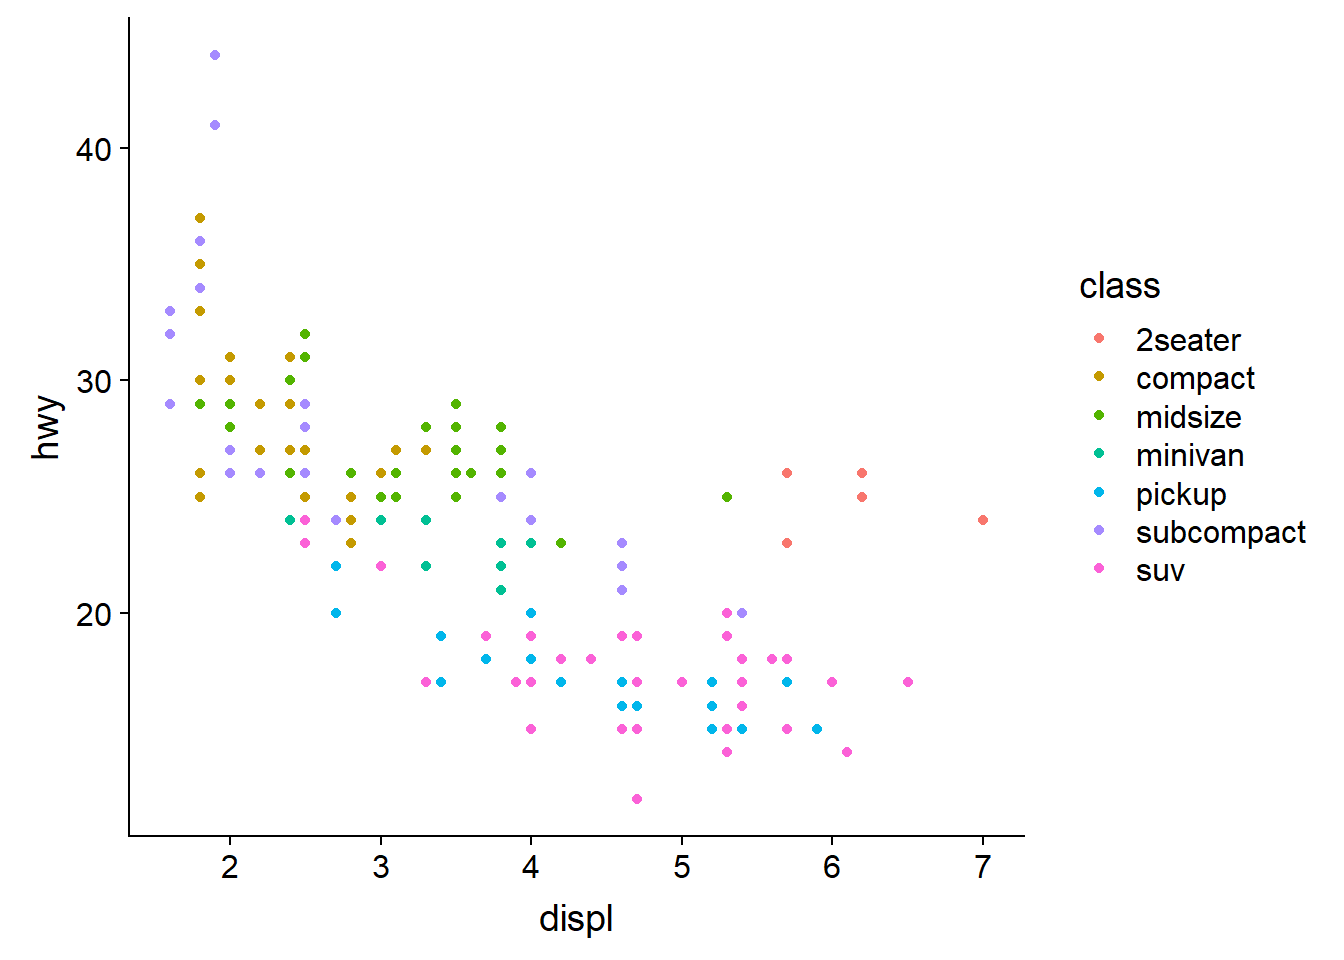 40
30
20
hwy
2 3 4 5 6 7
displ
class
2seater
compact
midsize
minivan
pickup
subcompact
suv